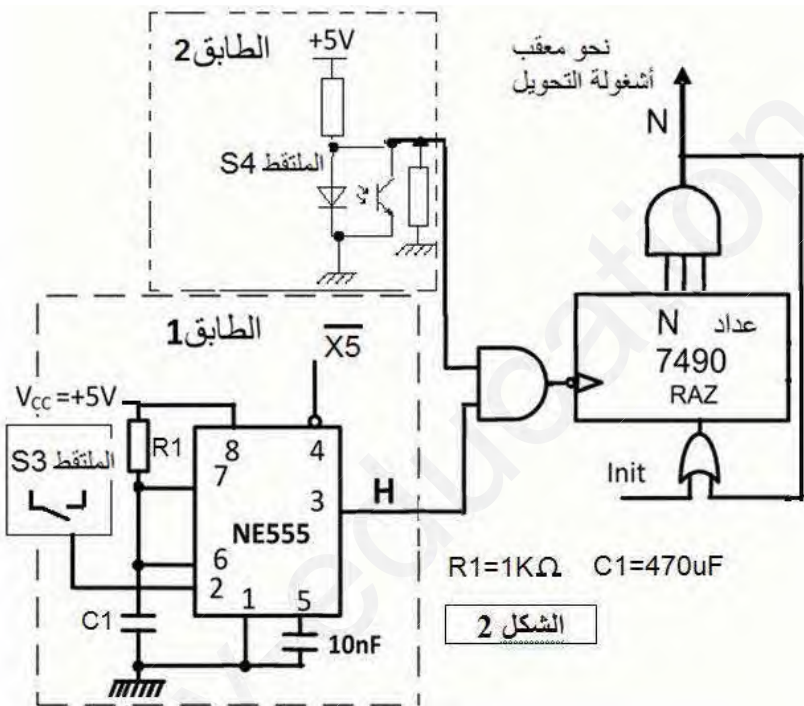 الطابق2
+5V
الملتقط S4
نحو معقب
أشغولة التحويل
N
N عداد
7490
RAZ
Init
الطابق1
X5
VCC=+5V
R1
الملتقط S3
8
4
7
3
H
NE555
6
2
1
5
C1
10nF
R1=1KΩ C1=470uF
الشكل 2